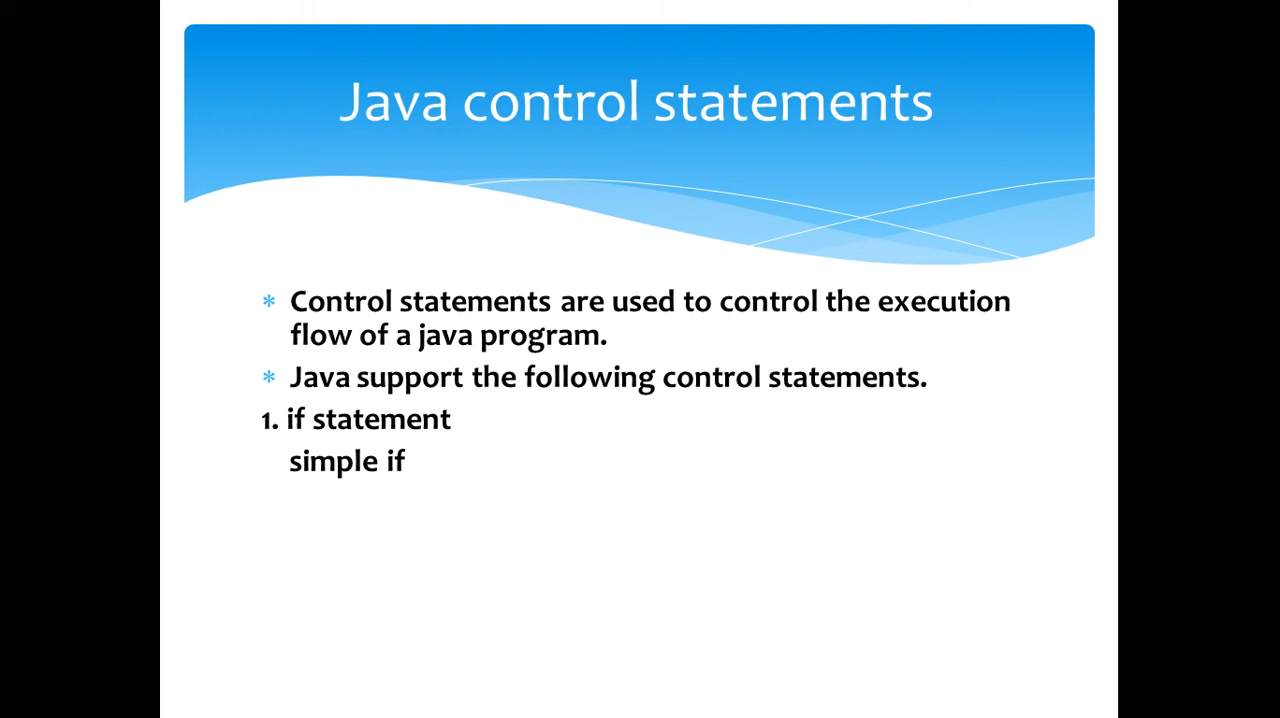 Java control statements
* Control statements are used to control the execution
flow of a java program.
* Java support the following control statements.
1. if statement
simple if